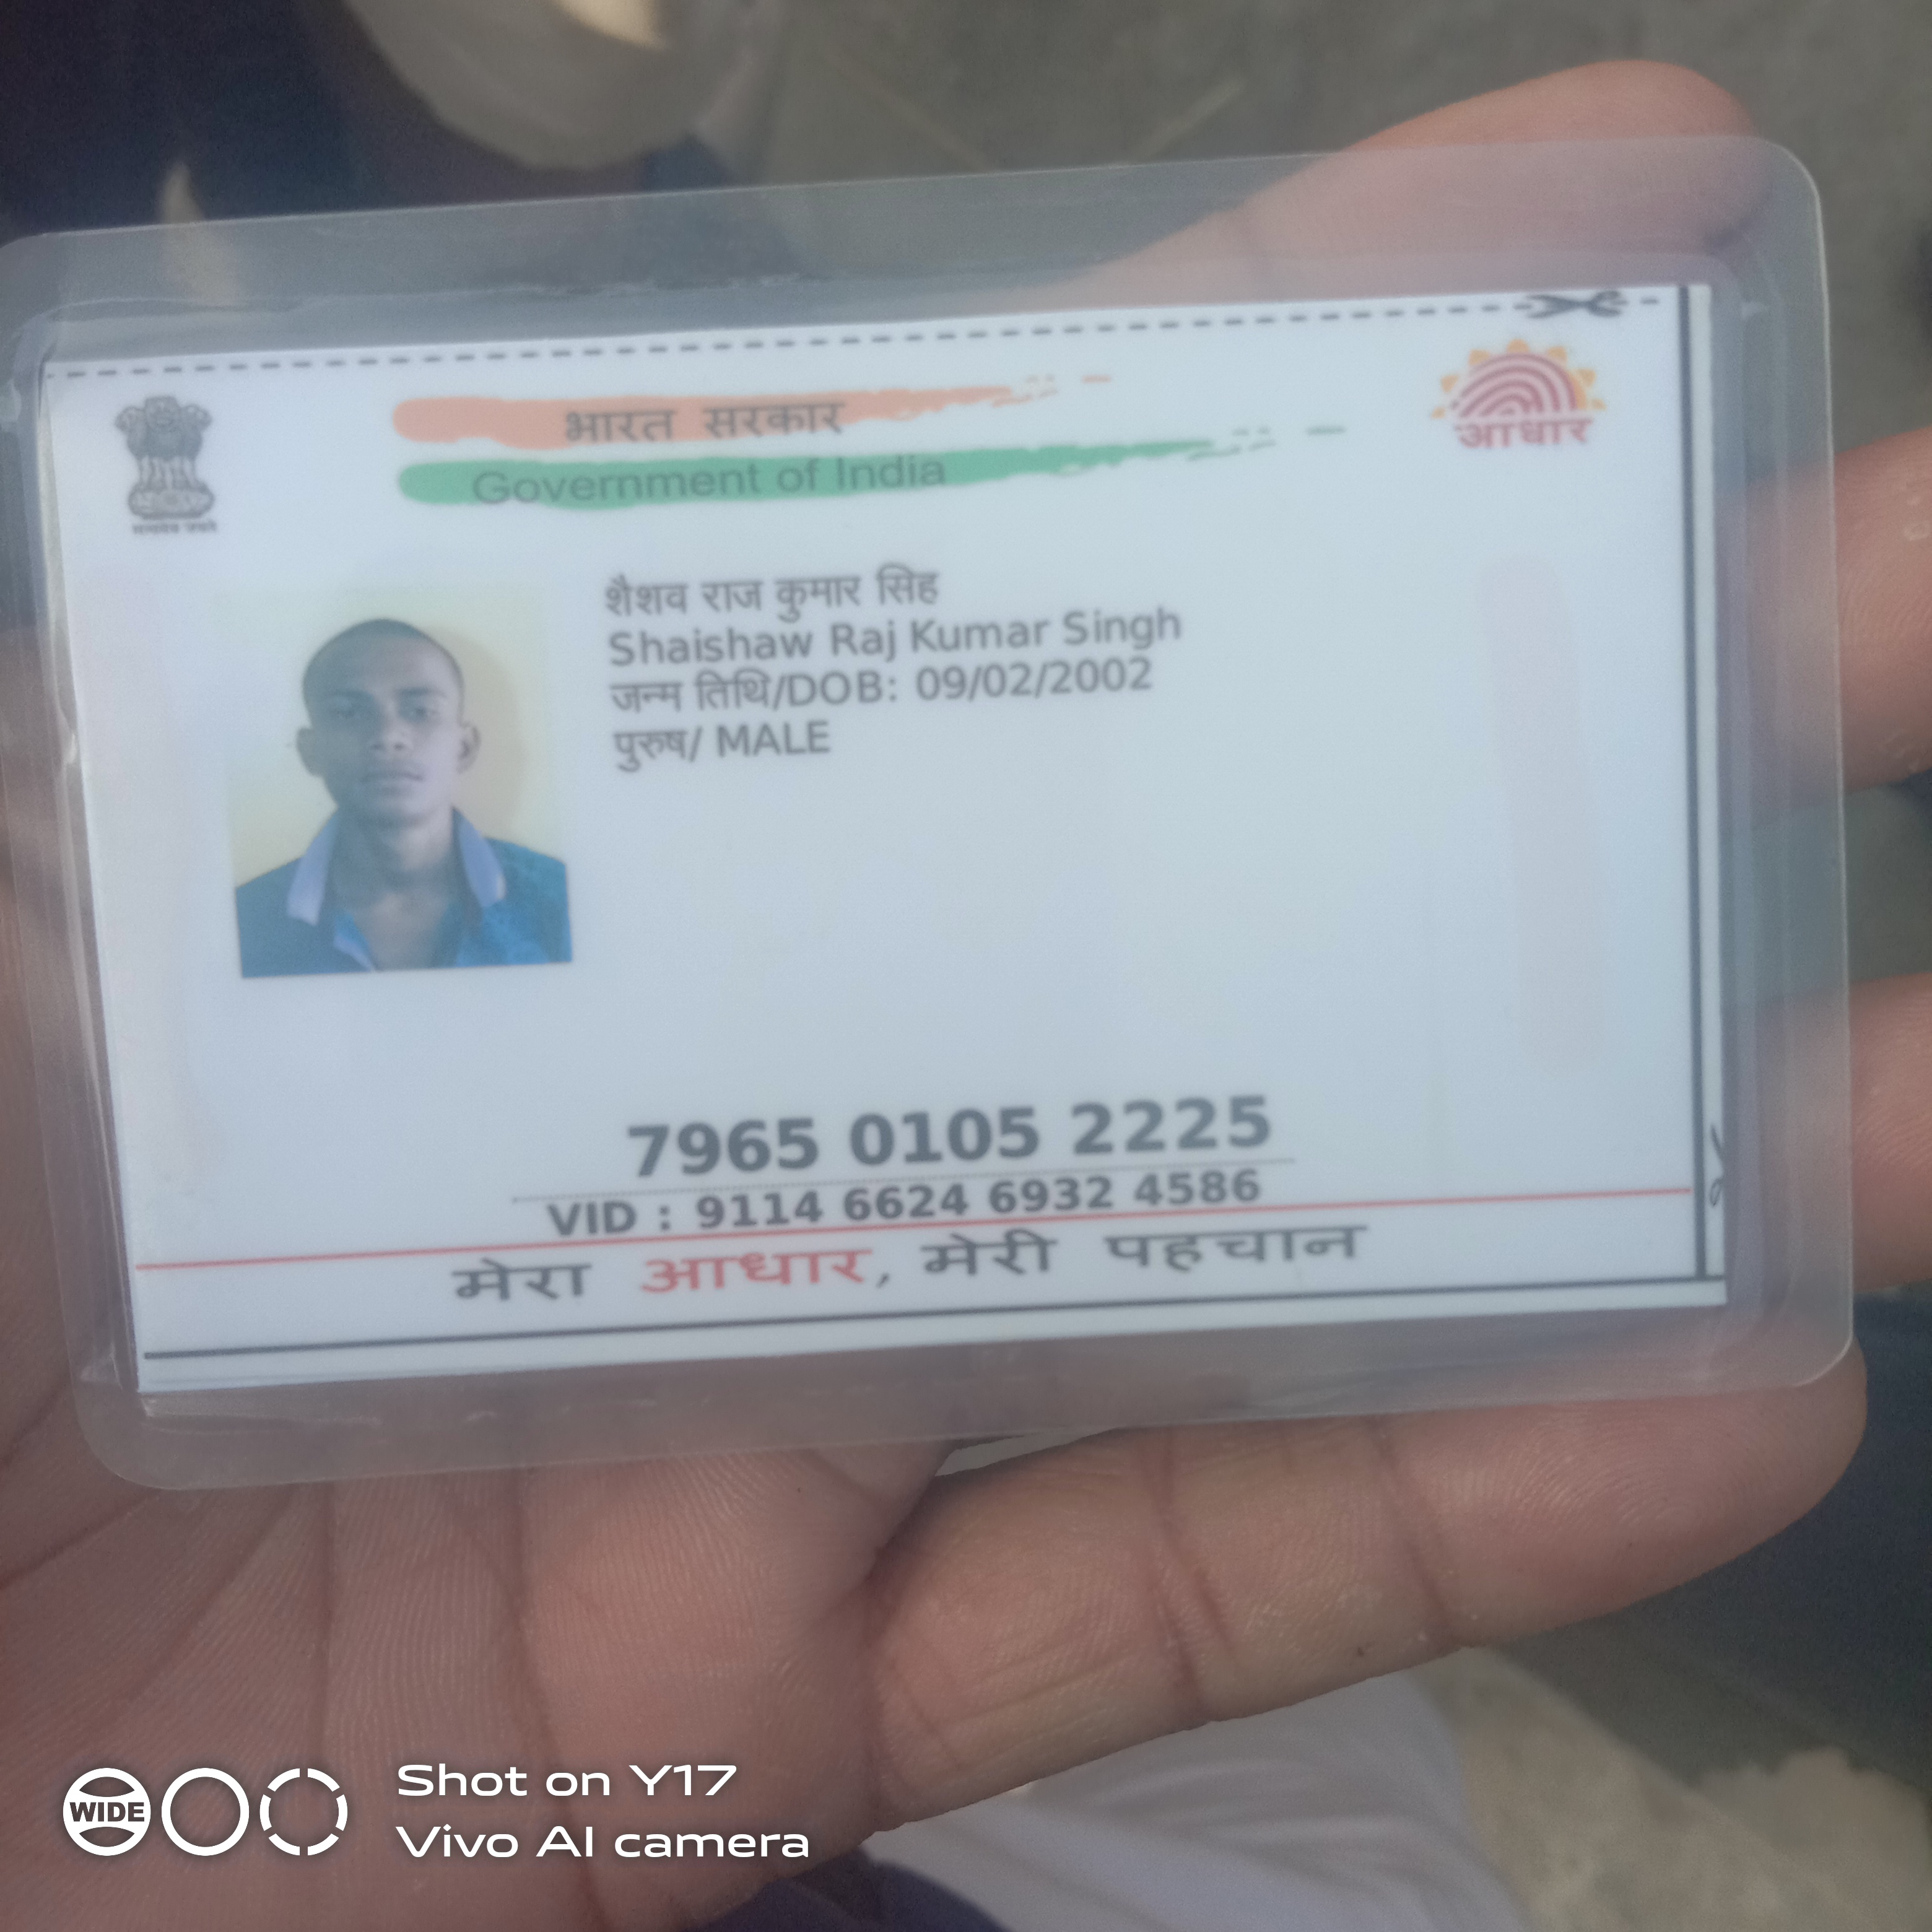 भारत सरकार
Government of India
आधार
शैशव राज कुमार सिह
Shaishaw Raj Kumar Singh
जन्म तिथि/DOB: 09/02/2002
पुरुष/ MALE
7965 0105 2225
VID : 9114 6624 6932 4586
मेरा आधार, मेरी पहचान
WIDE
Shot on Y17
Vivo AI camera